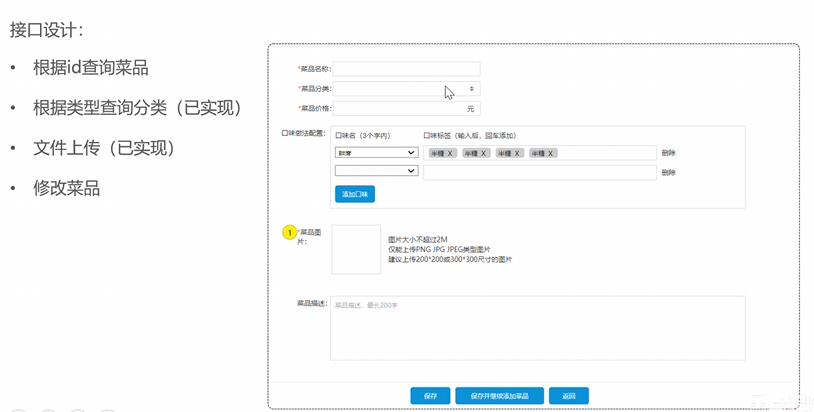 接口设计：
• 根据id查询菜品
• 根据类型查询分类（已实现）
• 文件上传（已实现）
• 修改菜品
*菜品名称:
*菜品分类:
*菜品价格: 元
口味做法配置: 口味名（3个字内） 口味标签（输入后，回车添加）
甜度 半糖 X 半糖 X 半糖 X 半糖 X 删除
删除
添加口味
1 *菜品图片:
图片大小不超过2M
仅能上传PNG JPG JPEG类型图片
建议上传200*200或300*300尺寸的图片
菜品描述: 菜品描述，最长200字
保存 保存并继续添加菜品 返回